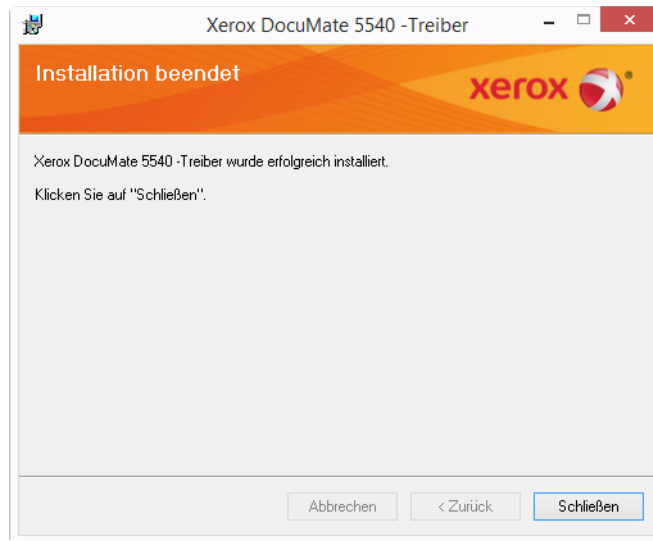 Xerox DocuMate 5540 -Treiber
Installation beendet
xerox ®
Xerox DocuMate 5540 -Treiber wurde erfolgreich installiert.
Klicken Sie auf "Schließen".
Abbrechen
< Zurück
Schließen